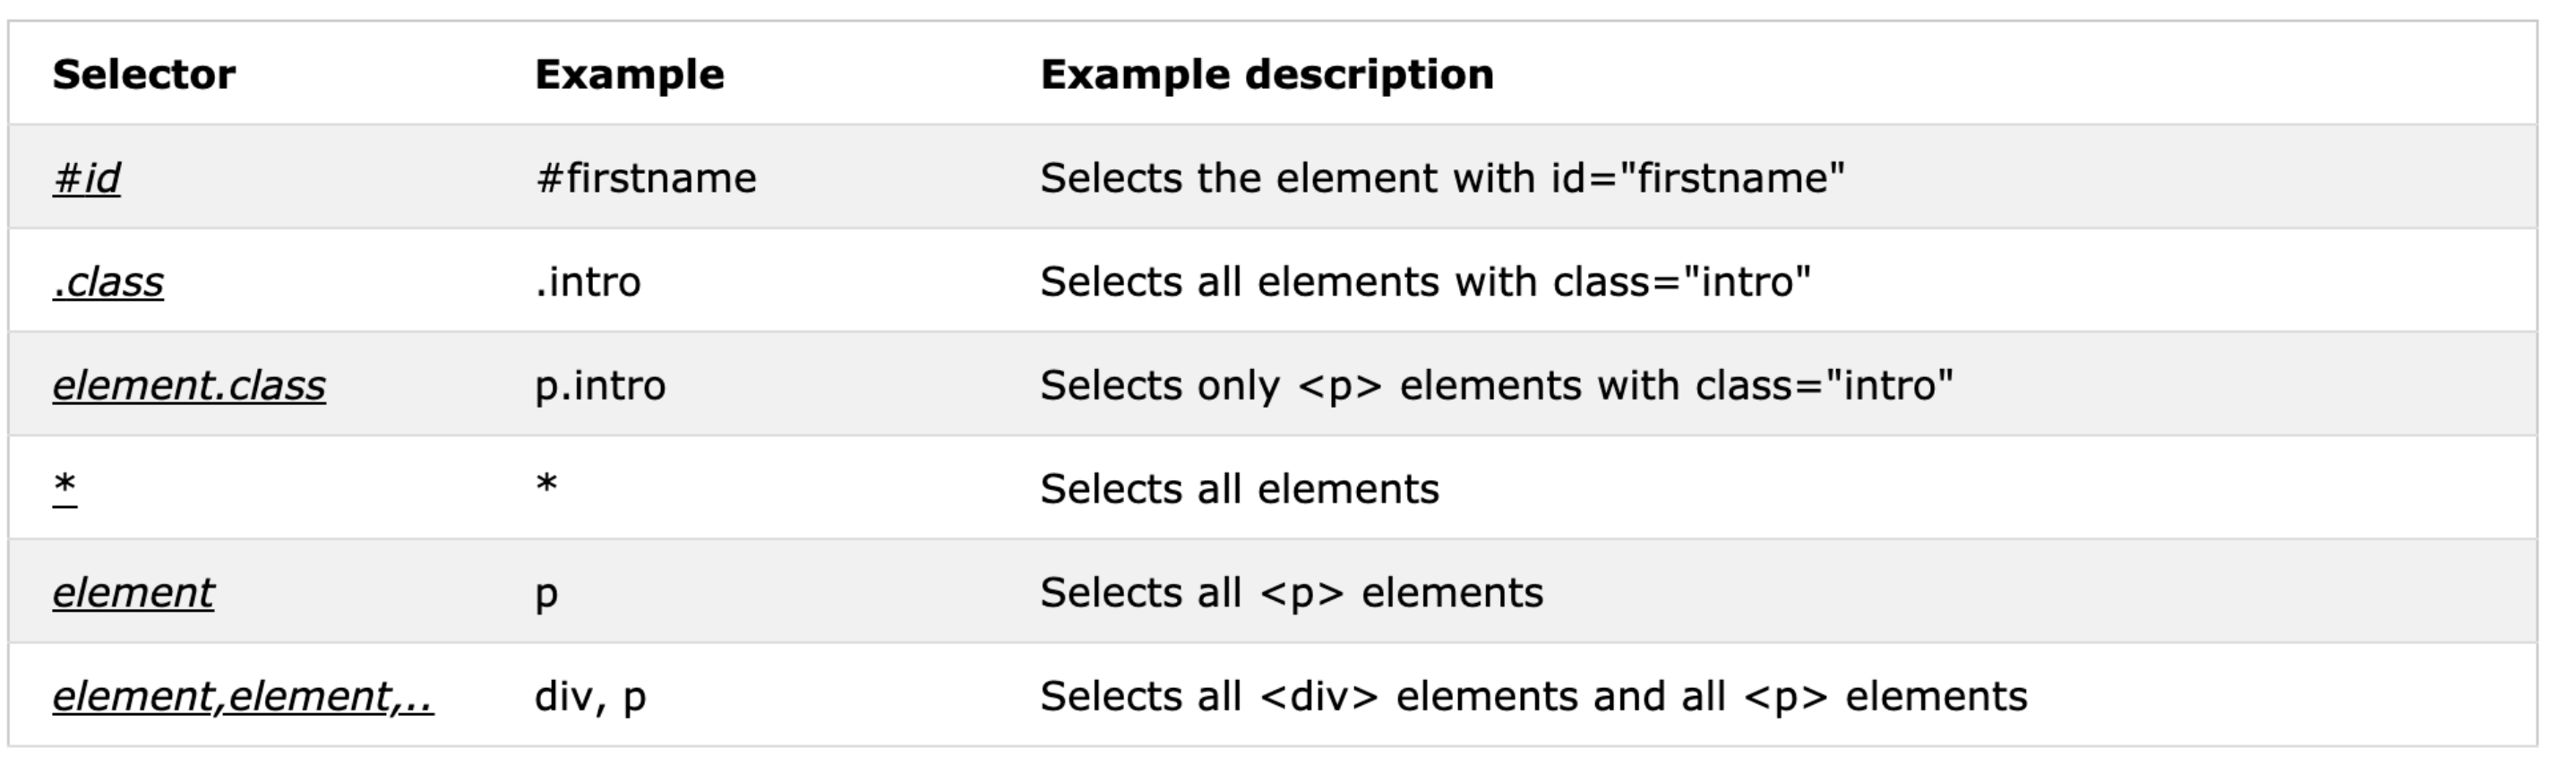 Selector Example Example description
#id #firstname Selects the element with id="firstname"
.class .intro Selects all elements with class="intro"
element.class p.intro Selects only <p> elements with class="intro"
* * Selects all elements
element p Selects all <p> elements
element,element,.. div, p Selects all <div> elements and all <p> elements